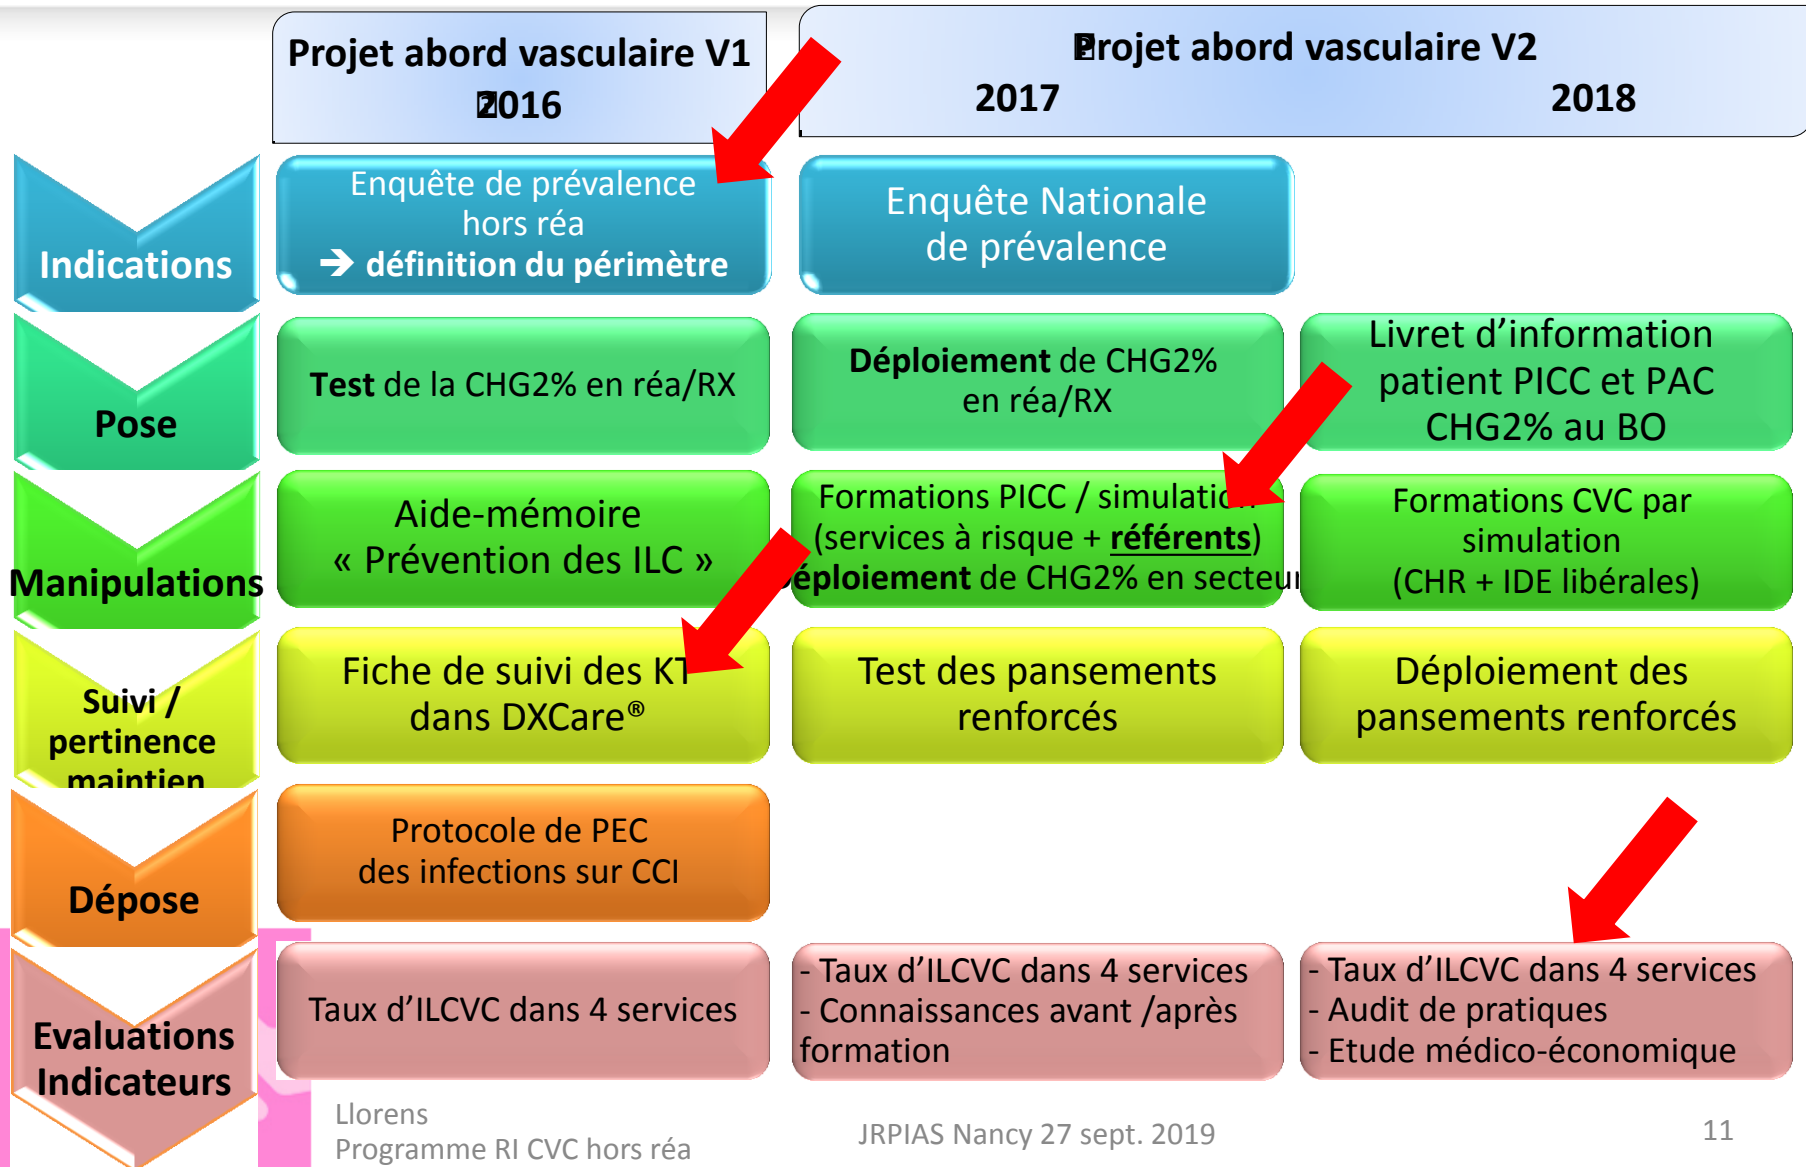 Projet abord vasculaire V1
2016
Projet abord vasculaire V2
2017 2018
Indications
Enquête de prévalence
hors réa
➔ définition du périmètre
Enquête Nationale
de prévalence
Pose
Test de la CHG2% en réa/RX
Déploiement de CHG2%
en réa/RX
Livret d’information
patient PICC et PAC
CHG2% au BO
Manipulations
Aide-mémoire
« Prévention des ILC »
Formations PICC / simulation
(services à risque + référents)
Déploiement de CHG2% en secteur
Formations CVC par
simulation
(CHR + IDE libérales)
Suivi /
pertinence
maintien
Fiche de suivi des KT
dans DXCare®
Test des pansements
renforcés
Déploiement des
pansements renforcés
Dépose
Protocole de PEC
des infections sur CCI
Evaluations
Indicateurs
Taux d’ILCVC dans 4 services
- Taux d’ILCVC dans 4 services
- Connaissances avant /après
formation
- Taux d’ILCVC dans 4 services
- Audit de pratiques
- Etude médico-économique
Llorens
Programme RI CVC hors réa
JRPIAS Nancy 27 sept. 2019
11